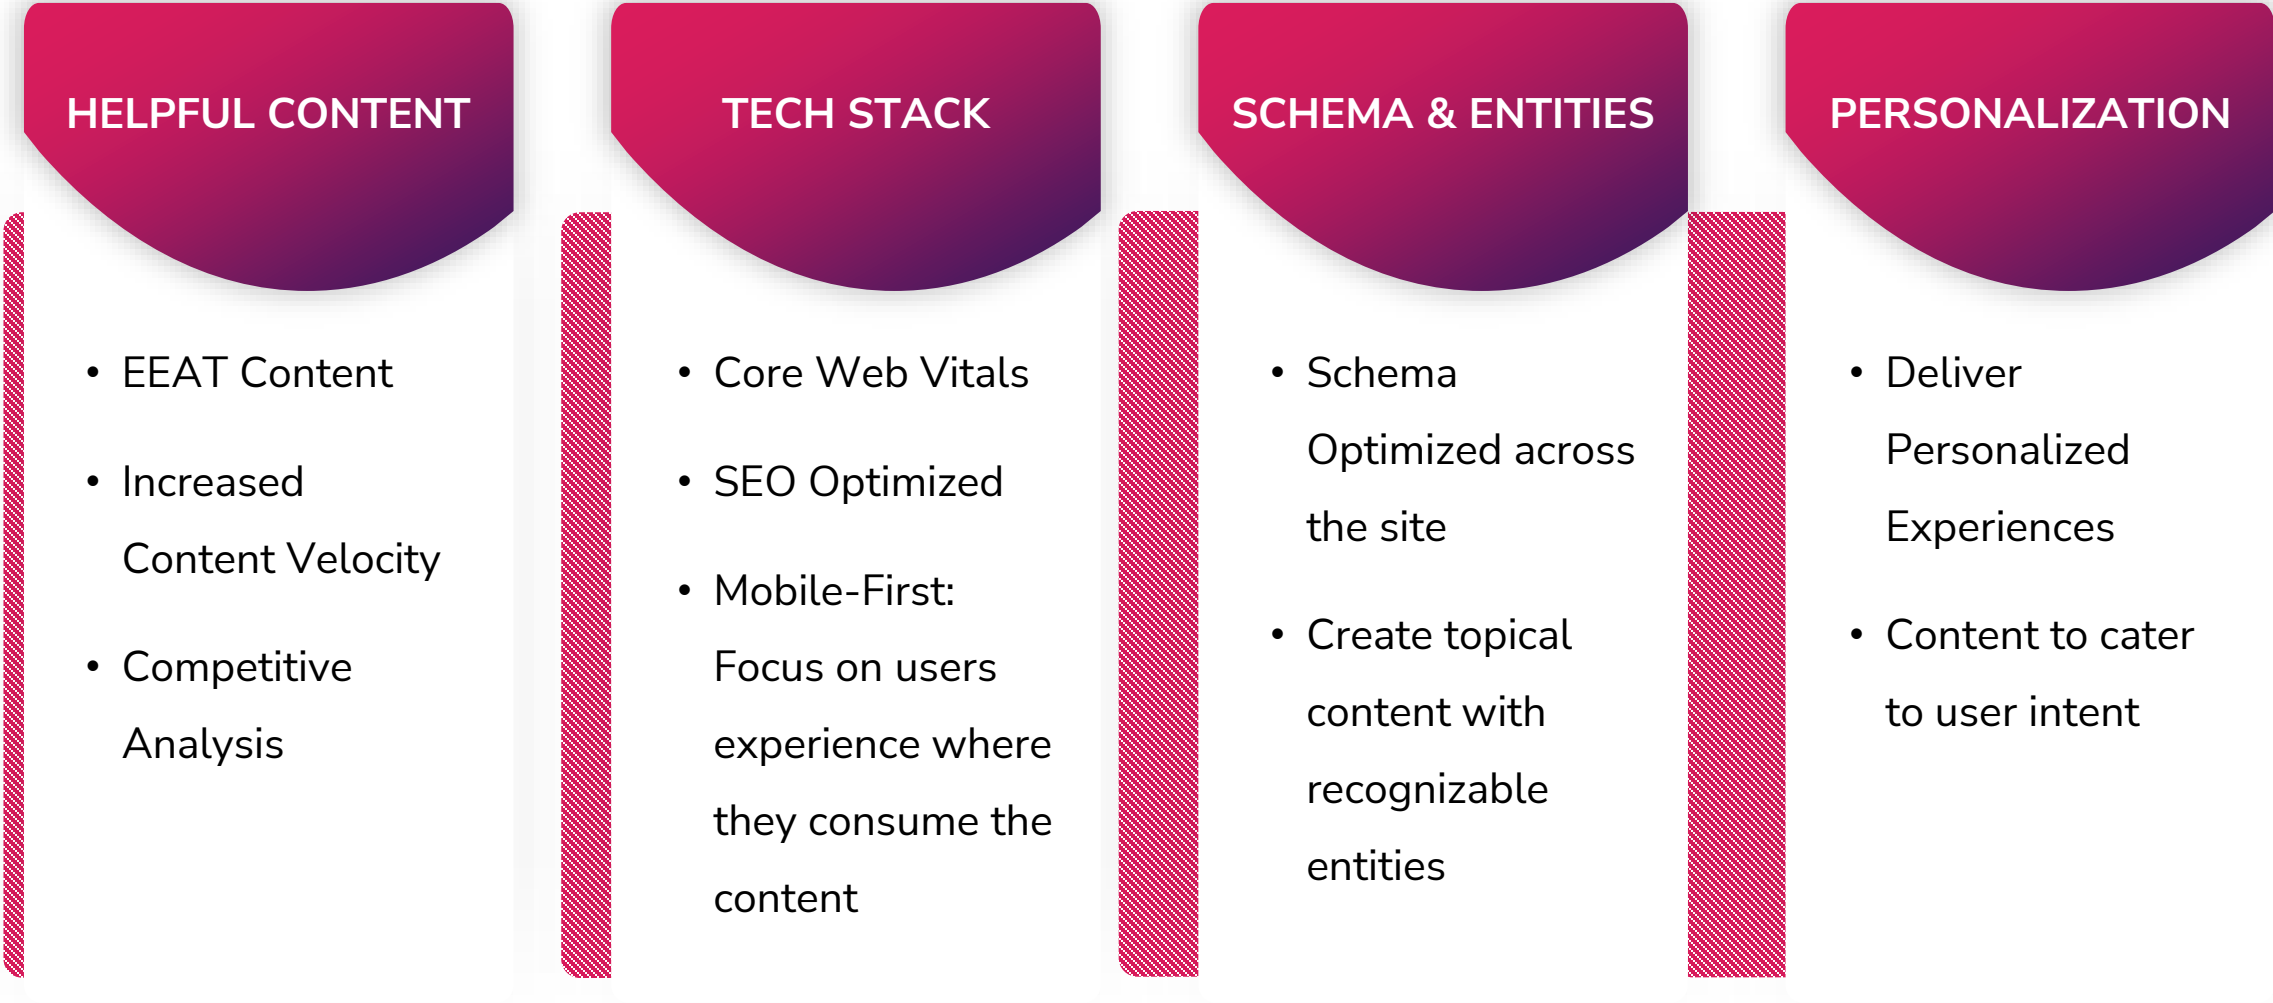 HELPFUL CONTENT
• EEAT Content
• Increased
Content Velocity
• Competitive
Analysis
TECH STACK
• Core Web Vitals
• SEO Optimized
• Mobile-First:
Focus on users
experience where
they consume the
content
SCHEMA & ENTITIES
• Schema
Optimized across
the site
• Create topical
content with
recognizable
entities
PERSONALIZATION
• Deliver
Personalized
Experiences
• Content to cater
to user intent